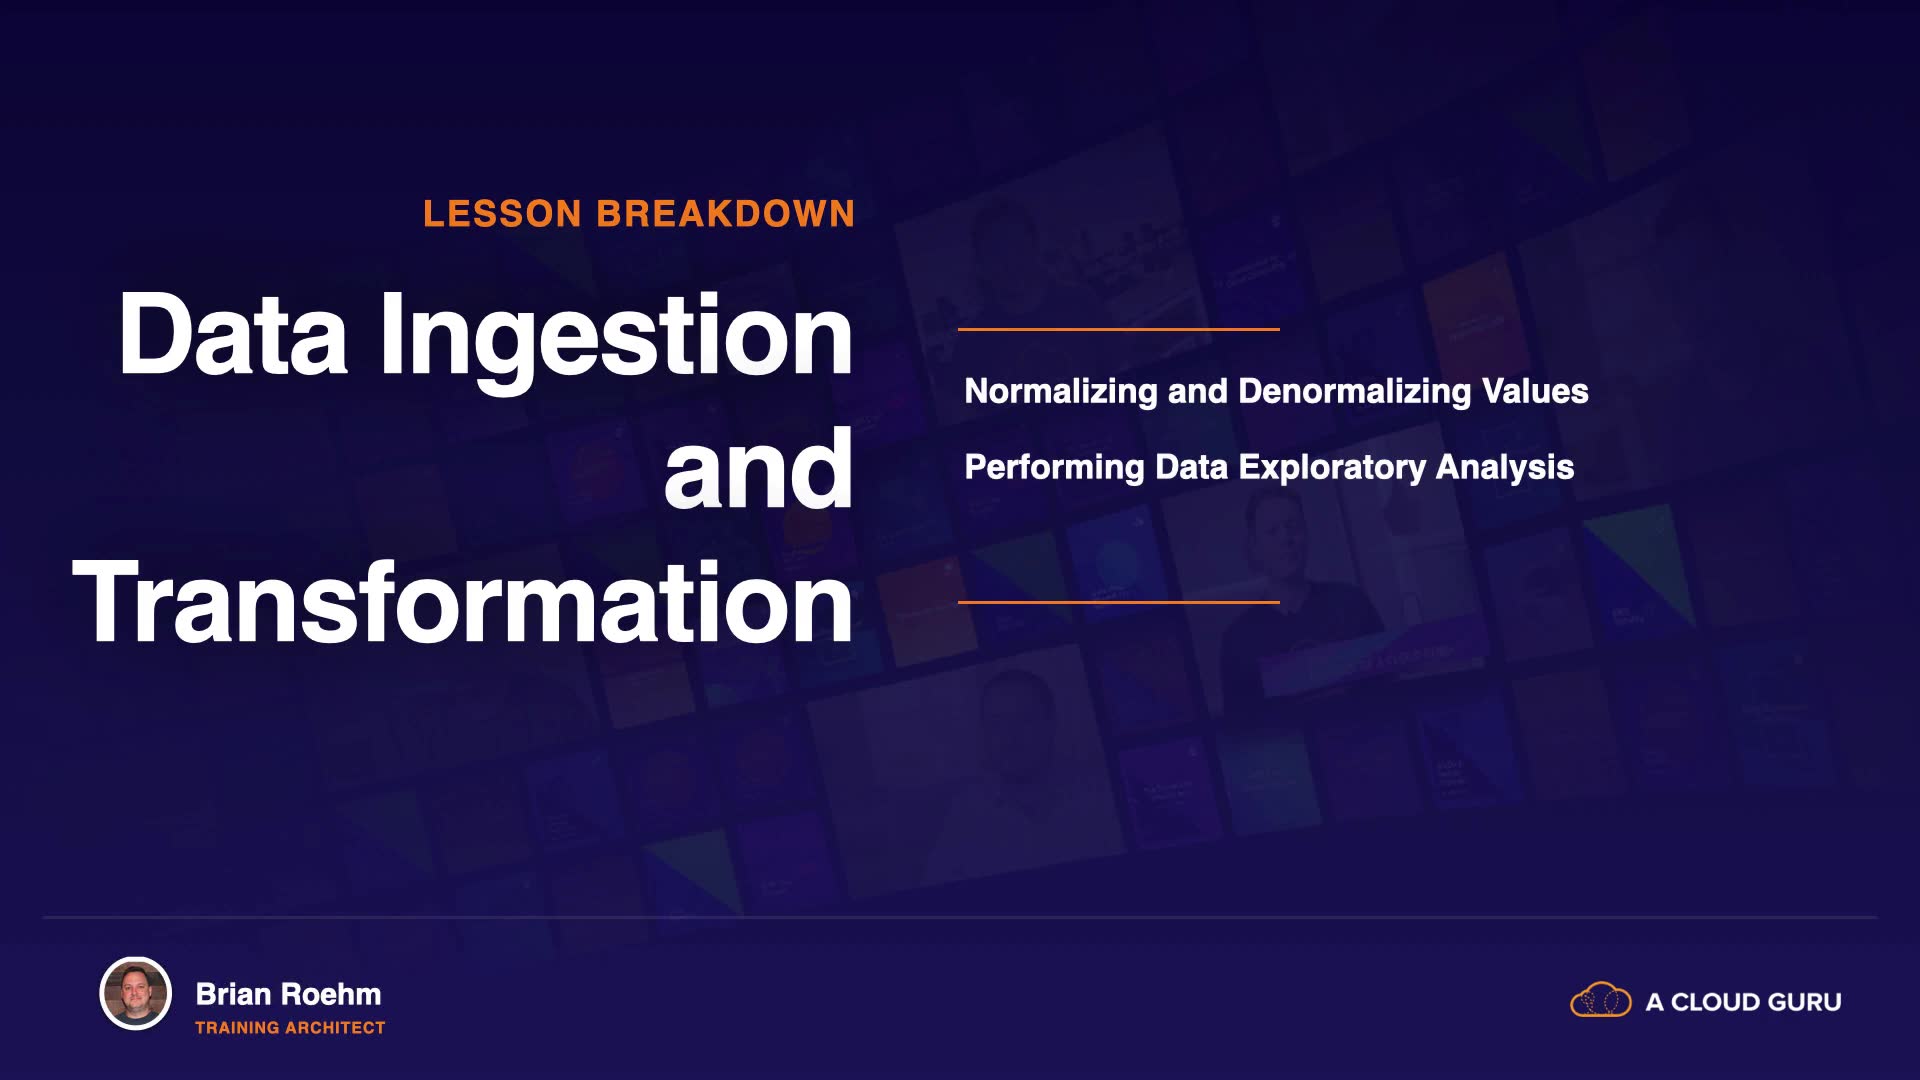 LESSON BREAKDOWN
Data Ingestion
and
Transformation
Normalizing and Denormalizing Values
Performing Data Exploratory Analysis
Brian Roehm
TRAINING ARCHITECT
A CLOUD GURU